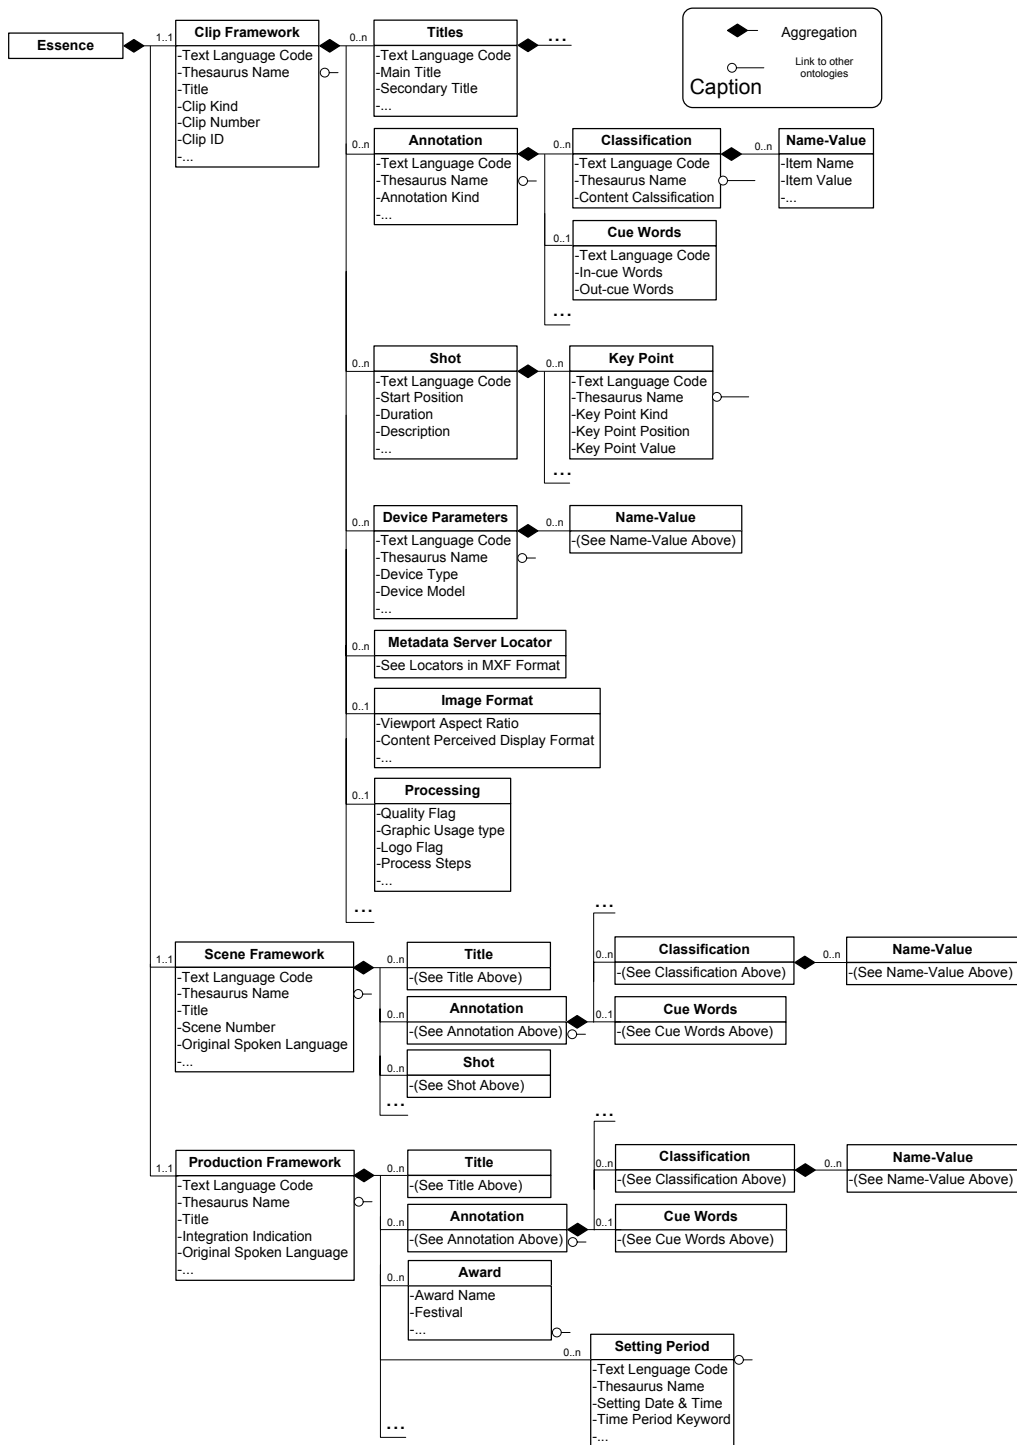 Essence
1..1
Clip Framework
-Text Language Code
-Thesaurus Name
-Title
-Clip Kind
-Clip Number
-Clip ID
-...
0..n
Titles
-Text Language Code
-Main Title
-Secondary Title
-...
...
Aggregation
Link to other
ontologies
Caption
0..n
Annotation
-Text Language Code
-Thesaurus Name
-Annotation Kind
-...
0..n
Classification
-Text Language Code
-Thesaurus Name
-Content Calssification
0..n
Name-Value
-Item Name
-Item Value
-...
0..1
Cue Words
-Text Language Code
-In-cue Words
-Out-cue Words
...
0..n
Shot
-Text Language Code
-Start Position
-Duration
-Description
-...
0..n
Key Point
-Text Language Code
-Thesaurus Name
-Key Point Kind
-Key Point Position
-Key Point Value
...
0..n
Device Parameters
-Text Language Code
-Thesaurus Name
-Device Type
-Device Model
-...
0..n
Name-Value
-(See Name-Value Above)
0..n
Metadata Server Locator
-See Locators in MXF Format
0..1
Image Format
-Viewport Aspect Ratio
-Content Perceived Display Format
-...
0..1
Processing
-Quality Flag
-Graphic Usage type
-Logo Flag
-Process Steps
-...
...
1..1
Scene Framework
-Text Language Code
-Thesaurus Name
-Title
-Scene Number
-Original Spoken Language
-...
0..n
Title
-(See Title Above)
0..n
Annotation
-(See Annotation Above)
...
0..n
Classification
-(See Classification Above)
0..n
Name-Value
-(See Name-Value Above)
0..1
Cue Words
-(See Cue Words Above)
0..n
Shot
-(See Shot Above)
...
1..1
Production Framework
-Text Language Code
-Thesaurus Name
-Title
-Integration Indication
-Original Spoken Language
-...
0..n
Title
-(See Title Above)
0..n
Annotation
-(See Annotation Above)
...
0..n
Classification
-(See Classification Above)
0..n
Name-Value
-(See Name-Value Above)
0..1
Cue Words
-(See Cue Words Above)
0..n
Award
-Award Name
-Festival
-...
0..n
Setting Period
-Text Lenguage Code
-Thesaurus Name
-Setting Date & Time
-Time Period Keyword
-...
...